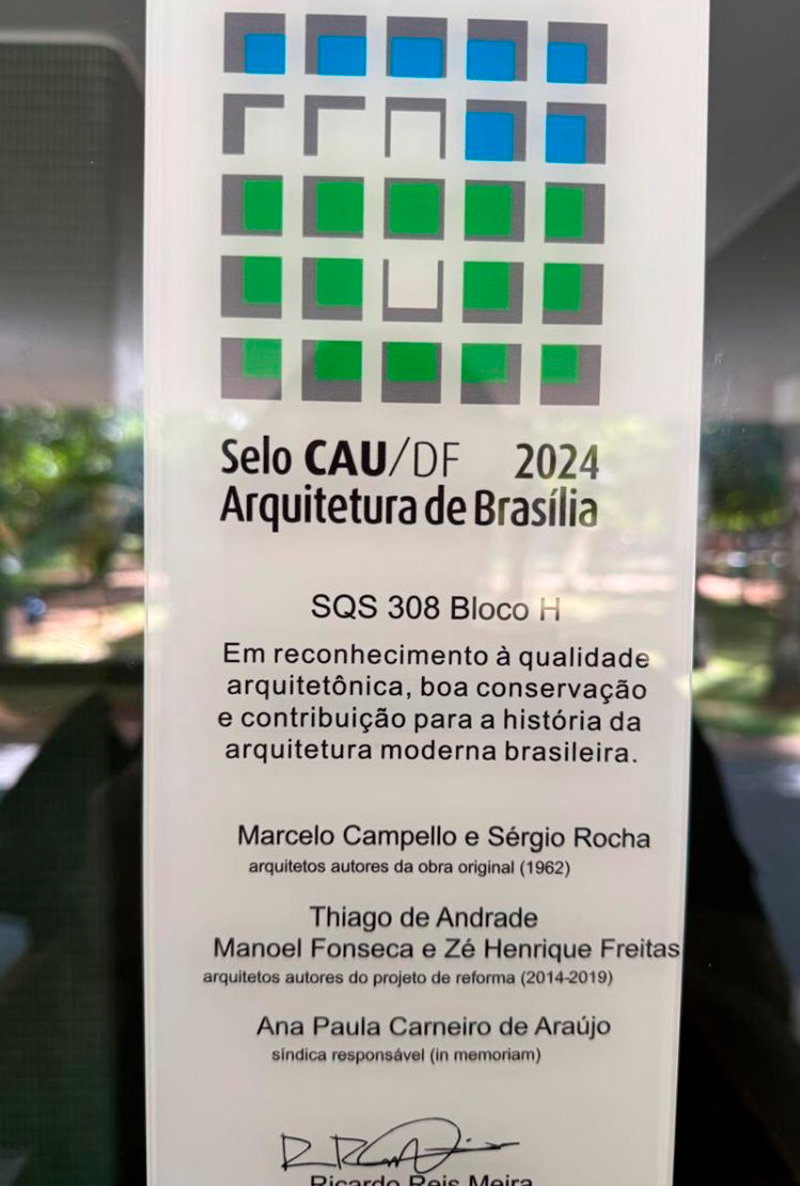 Selo CAU/DF 2024
Arquitetura de Brasília
SQS 308 Bloco H
Em reconhecimento à qualidade
arquitetônica, boa conservação
e contribuição para a história da
arquitetura moderna brasileira.
Marcelo Campello e Sérgio Rocha
arquitetos autores da obra original (1962)
Thiago de Andrade
Manoel Fonseca e Zé Henrique Freitas
arquitetos autores do projeto de reforma (2014-2019)
Ana Paula Carneiro de Araújo
síndica responsável (in memoriam)
Ricardo Reis Meira